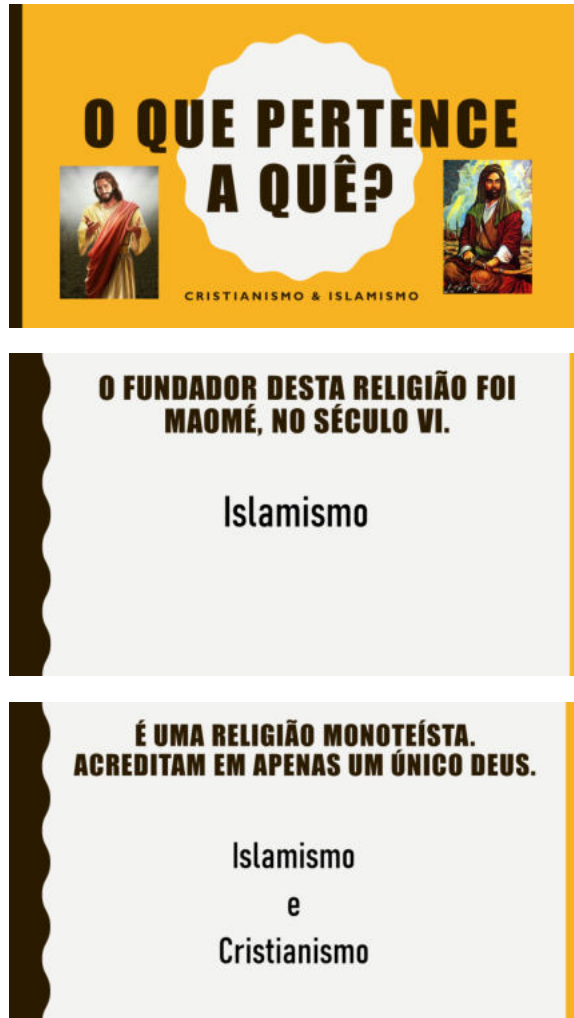 O QUE PERTENCE
A QUÊ?
CRISTIANISMO & ISLAMISMO
O FUNDADOR DESTA RELIGIÃO FOI
MAOMÉ, NO SÉCULO VI.
Islamismo
É UMA RELIGIÃO MONOTEÍSTA.
ACREDITAM EM APENAS UM ÚNICO DEUS.
Islamismo
e
Cristianismo